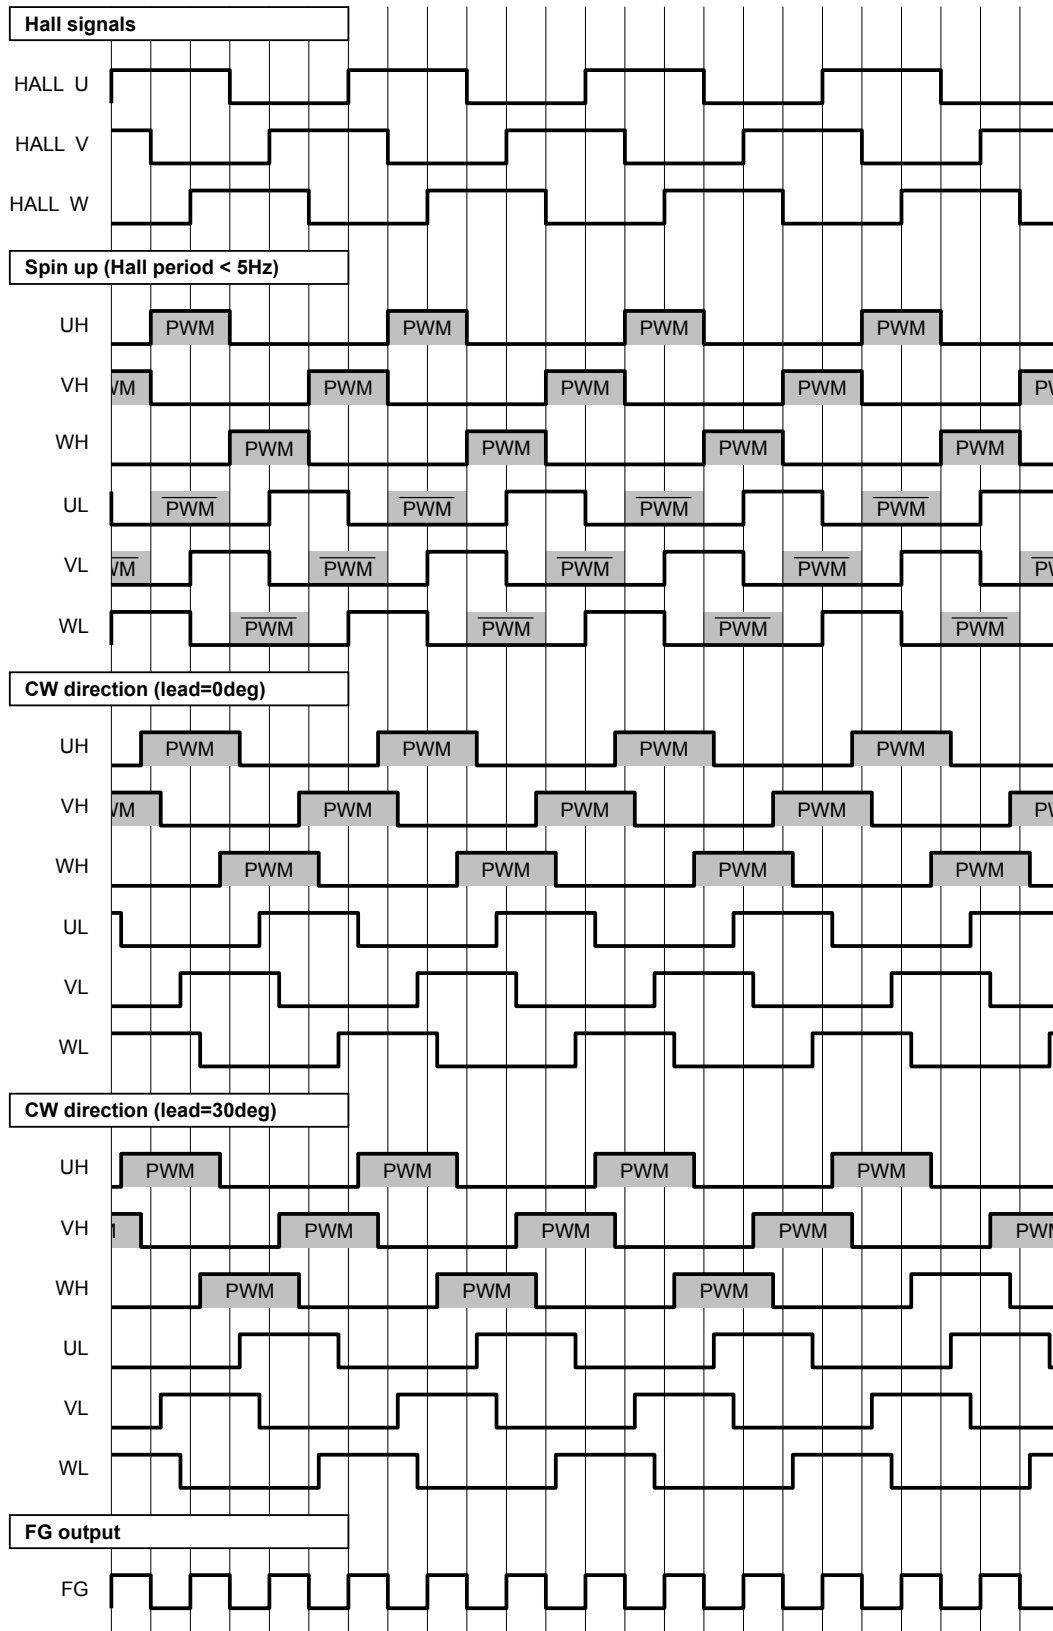 Hall signals
HALL U
HALL V
HALL W
Spin up (Hall period < 5Hz)
UH PWM PWM PWM PWM
VH WM PWM PWM PWM
WH PWM PWM PWM PWM
UL PWM PWM PWM PWM
VL WM PWM PWM PWM
WL PWM PWM PWM PWM
CW direction (lead=0deg)
UH PWM PWM PWM PWM
VH WM PWM PWM PWM
WH PWM PWM PWM PWM
UL
VL
WL
CW direction (lead=30deg)
UH PWM PWM PWM PWM
VH PWM PWM PWM PWM
WH PWM PWM PWM
UL
VL
WL
FG output
FG